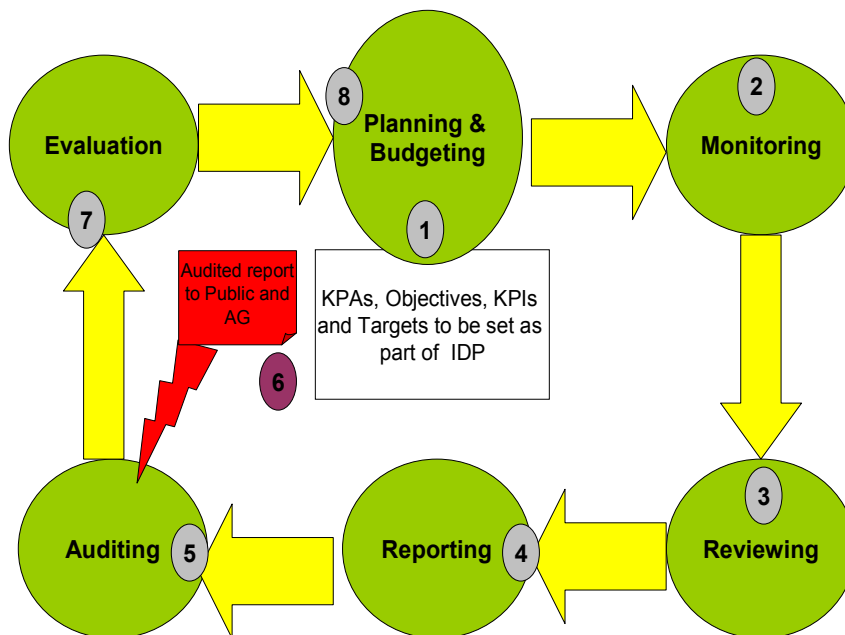 8
Planning &
Budgeting
1
2
Monitoring
Evaluation
7
Audited report
to Public and
AG
6
KPAs, Objectives, KPIs
and Targets to be set as
part of IDP
3
Reviewing
Reporting
4
Auditing
5